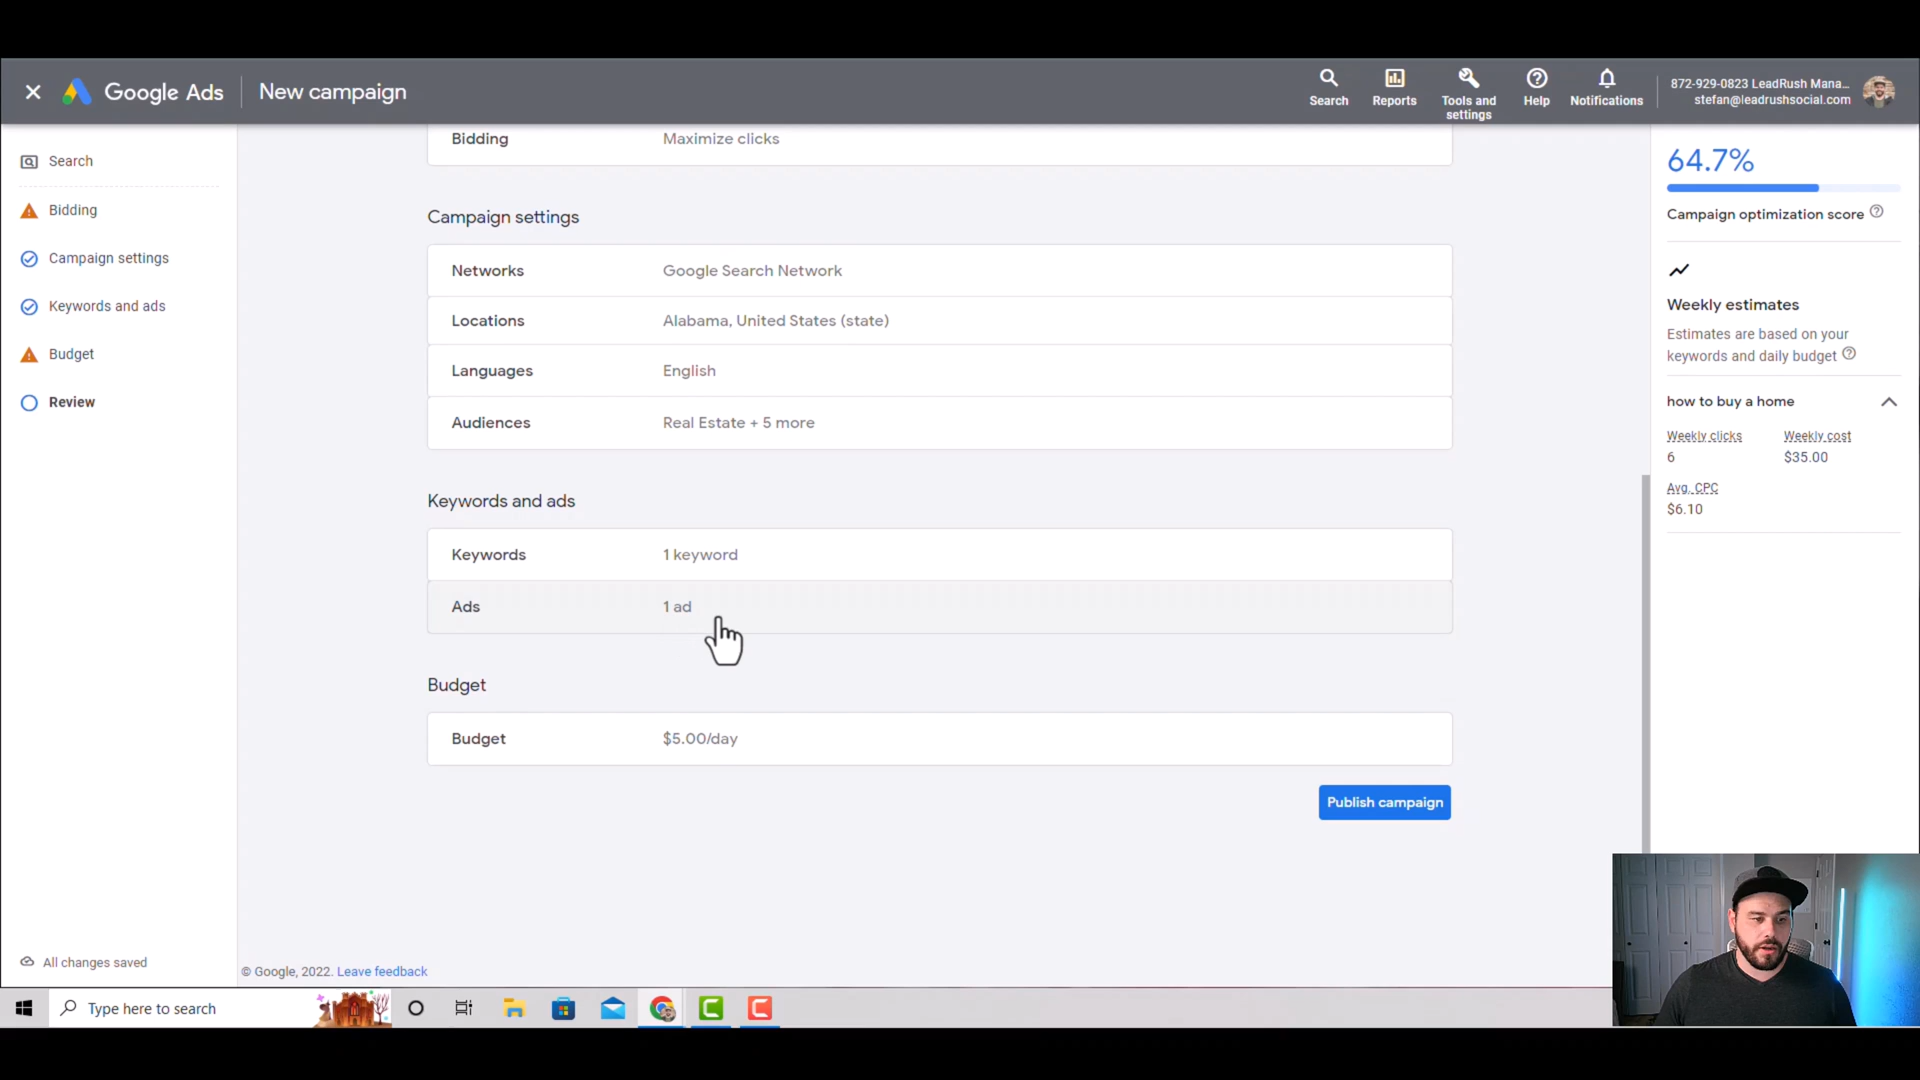 Google Ads
New campaign
Search
Reports
Tools and
settings
Help
Notifications
872-929-0823 LeadRush Mana...
stefan@leadrushsocial.com
Search
Bidding
Campaign settings
Keywords and ads
Budget
Review
All changes saved
Bidding
Maximize clicks
Campaign settings
Networks
Google Search Network
Locations
Alabama, United States (state)
Languages
English
Audiences
Real Estate + 5 more
Keywords and ads
Keywords
1 keyword
Ads
1 ad
Budget
Budget
$5.00/day
Publish campaign
© Google, 2022. Leave feedback
64.7%
Campaign optimization score
Weekly estimates
Estimates are based on your
keywords and daily budget
how to buy a home
Weekly clicks
6
Weekly cost
$35.00
Avg. CPC
$6.10
Type here to search